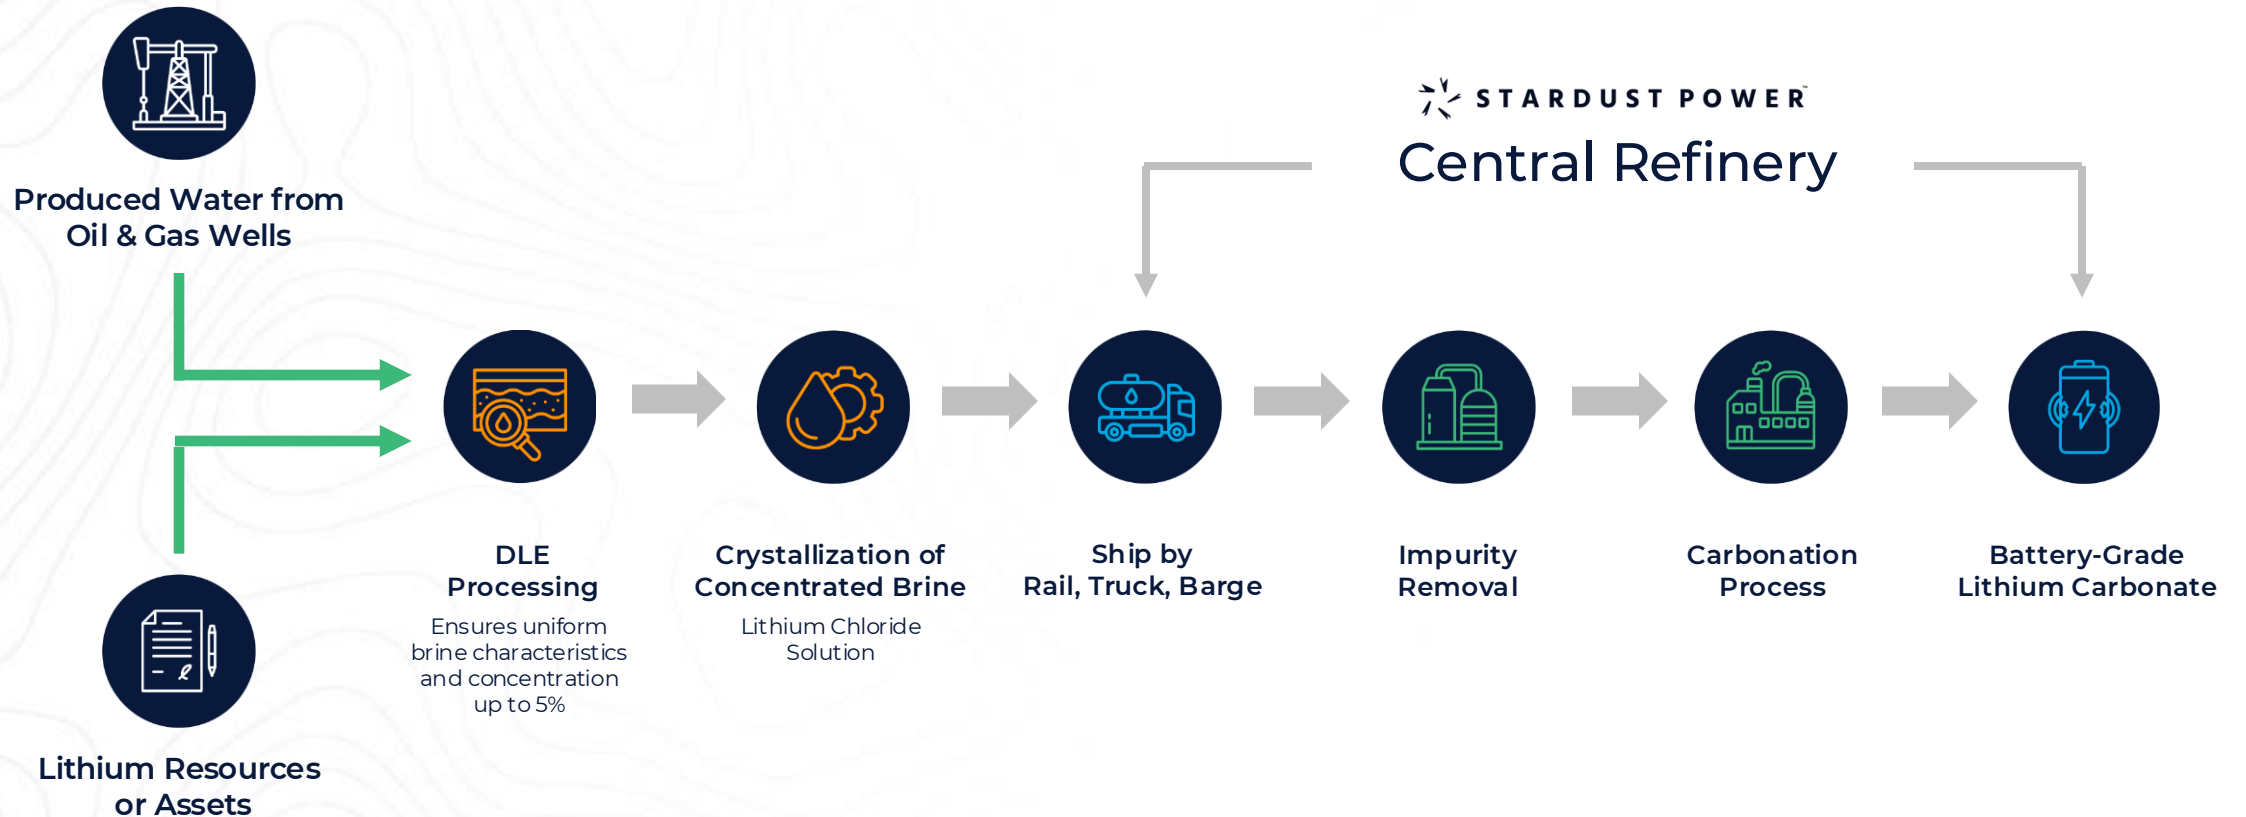 Produced Water from
Oil & Gas Wells
Lithium Resources
or Assets
STARDUST POWER™
Central Refinery
DLE
Processing
Ensures uniform
brine characteristics
and concentration
up to 5%
Crystallization of
Concentrated Brine
Lithium Chloride
Solution
Ship by
Rail, Truck, Barge
Impurity
Removal
Carbonation
Process
Battery-Grade
Lithium Carbonate